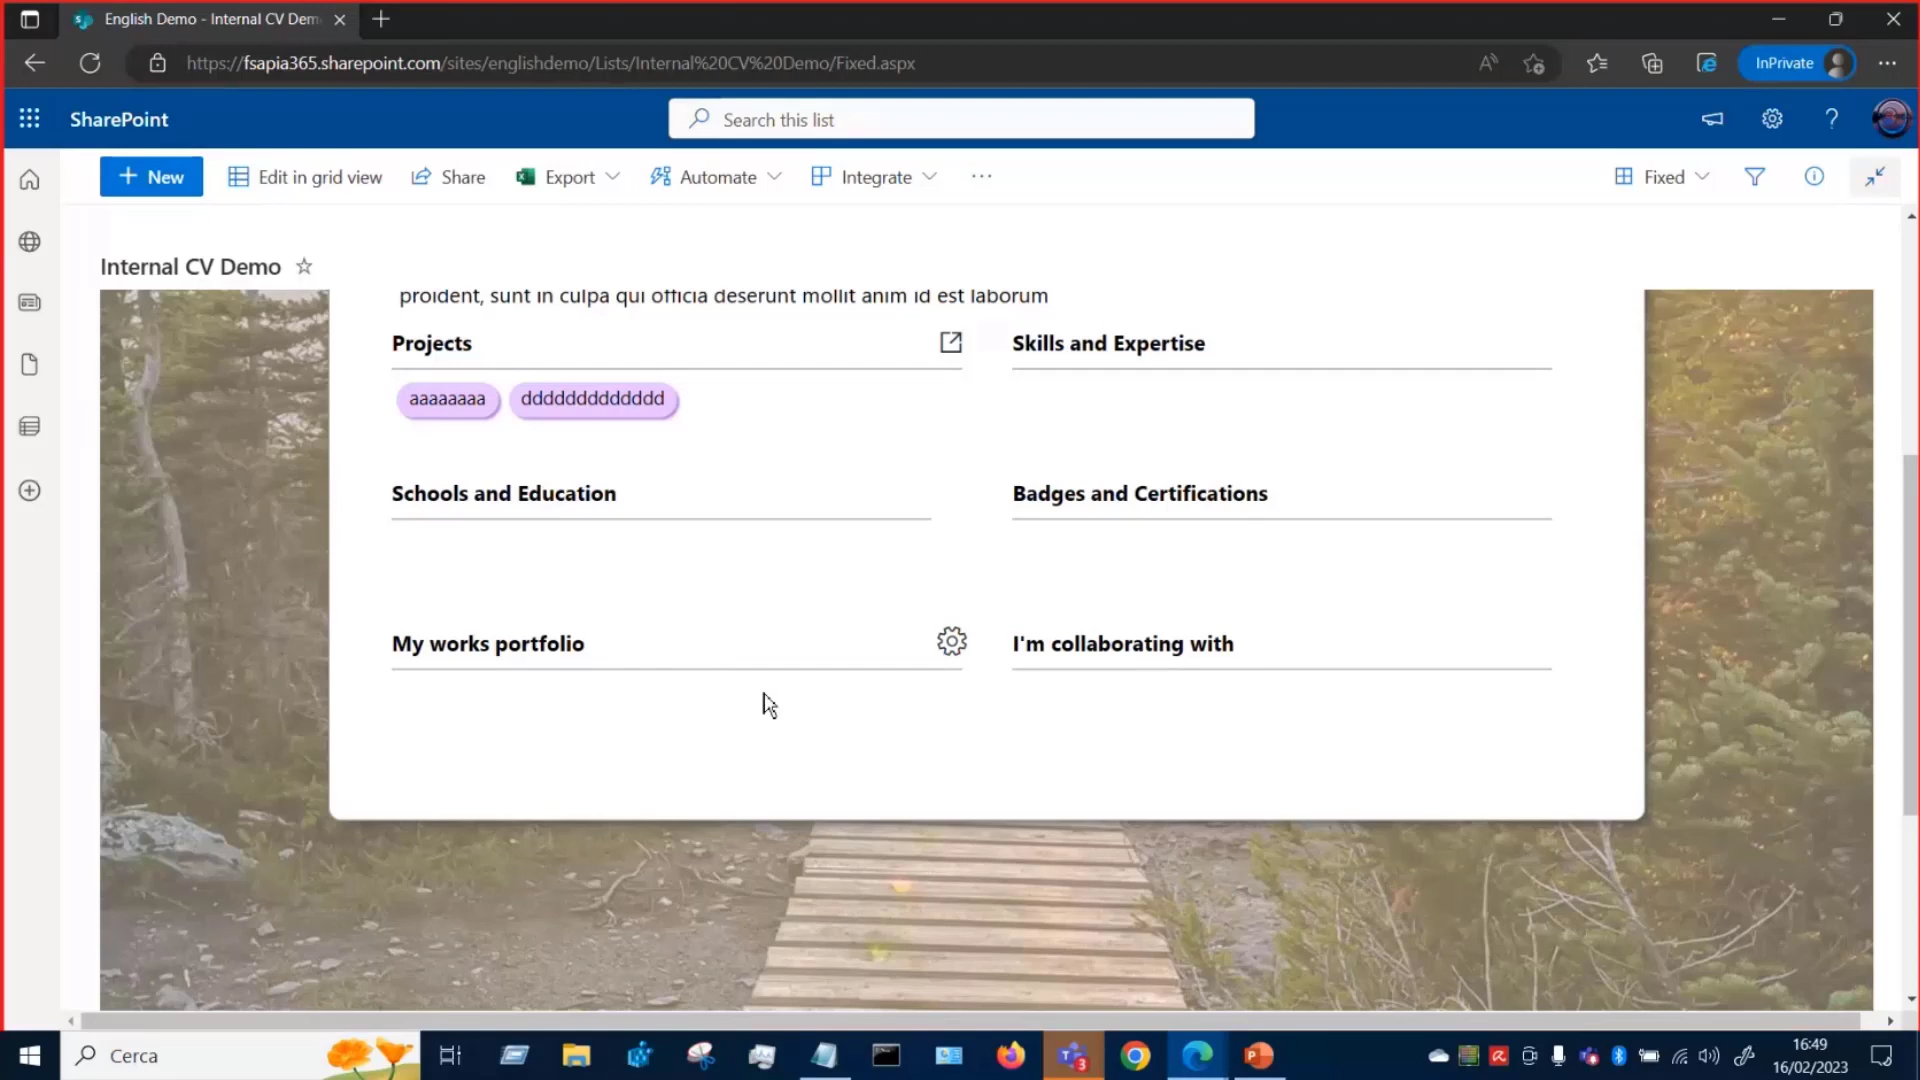 English Demo - Internal CV Dem
https://fsapia365.sharepoint.com/sites/englishdemo/Lists/Internal%20CV%20Demo/Fixed.aspx
InPrivate
SharePoint
Search this list
New
Edit in grid view
Share
Export
Automate
Integrate
Fixed
Internal CV Demo
proident, sunt in culpa qui officia deserunt mollit anim id est laborum
Projects
Skills and Expertise
aaaaaaaa
ddddddddddddd
Schools and Education
Badges and Certifications
My works portfolio
I'm collaborating with
Cerca
3
16:49
16/02/2023